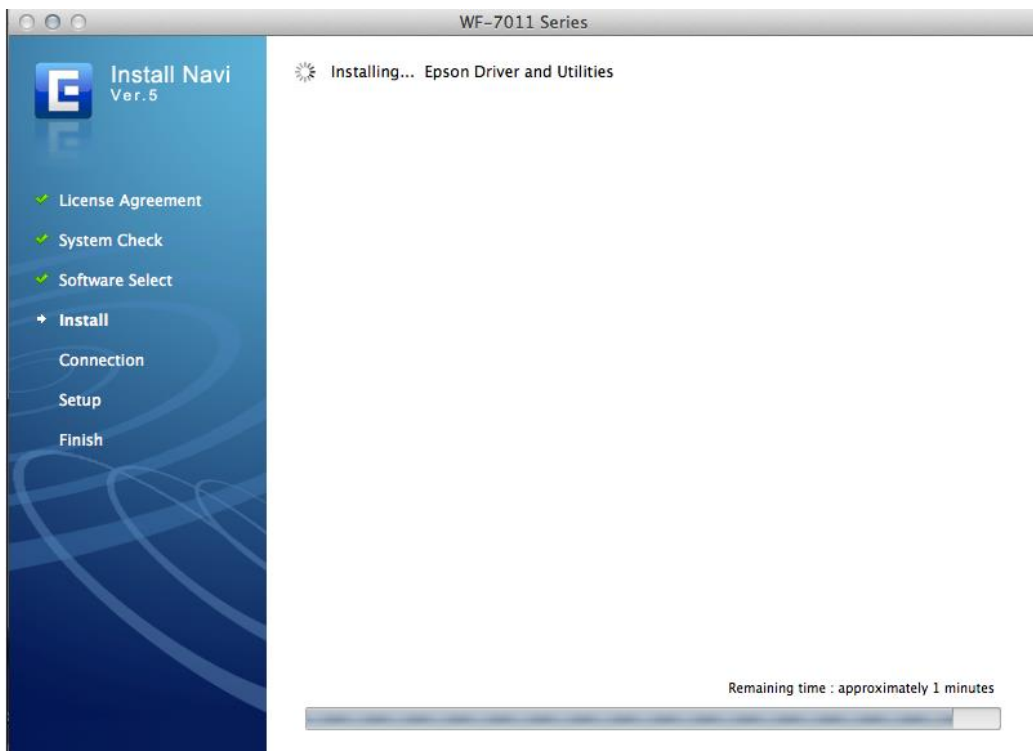 WF-7011 Series
Install Navi
Ver.5
License Agreement
System Check
Software Select
Install
Connection
Setup
Finish
Installing... Epson Driver and Utilities
Remaining time : approximately 1 minutes